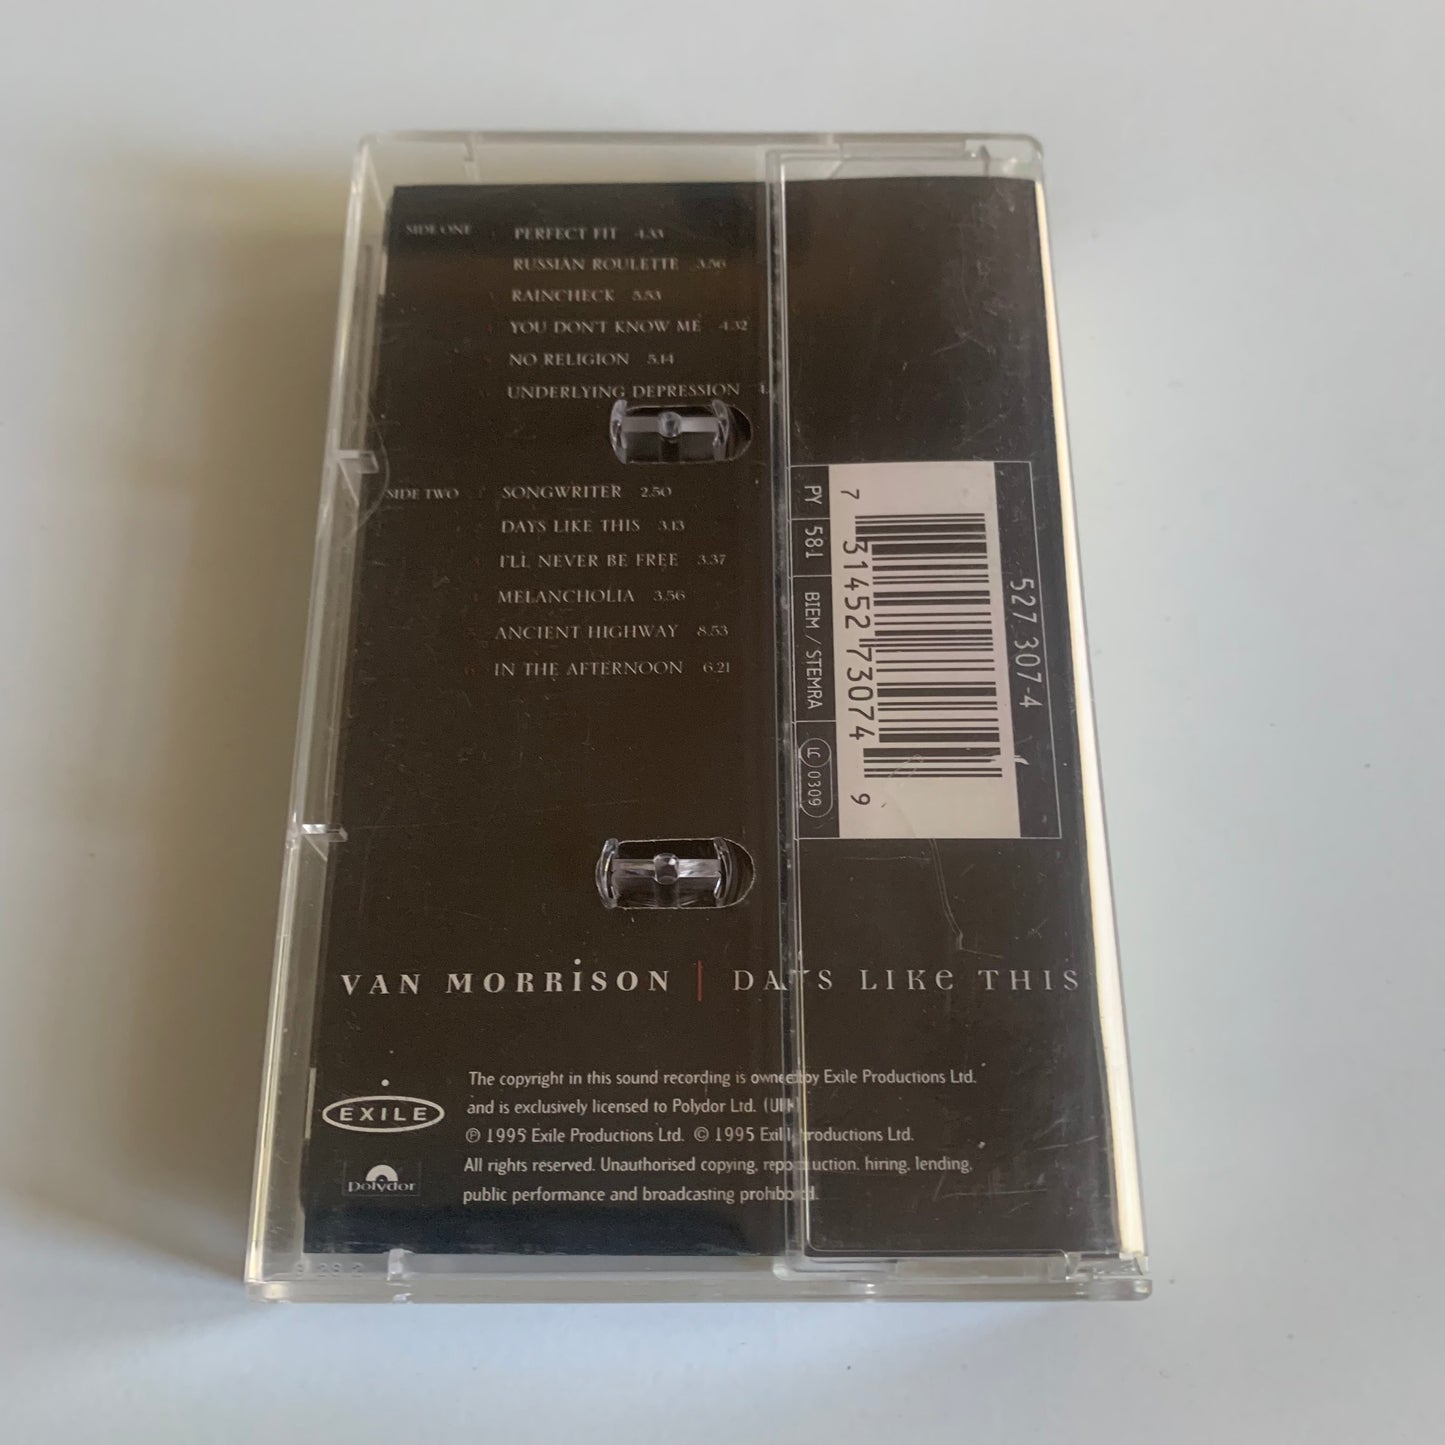 SIDE ONE
PERFECT FIT 4.33
RUSSIAN ROULETTE 3.56
RAINCHECK 5.53
YOU DON'T KNOW ME 4.32
NO RELIGION 5.14
UNDERLYING DEPRESSION
SIDE TWO
SONGWRITER 2.50
DAYS LIKE THIS 3.13
I'LL NEVER BE FREE 3.37
MELANCHOLIA 3.56
ANCIENT HIGHWAY 8.53
IN THE AFTERNOON 6.21
527 307-4
7 31452 73074 9
PY 581
BIEM / STEMRA
LC 0309
VAN MORRISON | DAYS LIKE THIS
EXILE
Polydor
The copyright in this sound recording is owned by Exile Productions Ltd.
and is exclusively licensed to Polydor Ltd. (UK)
℗ 1995 Exile Productions Ltd. © 1995 Exile Productions Ltd.
All rights reserved. Unauthorised copying, reproduction, hiring, lending,
public performance and broadcasting prohibited.